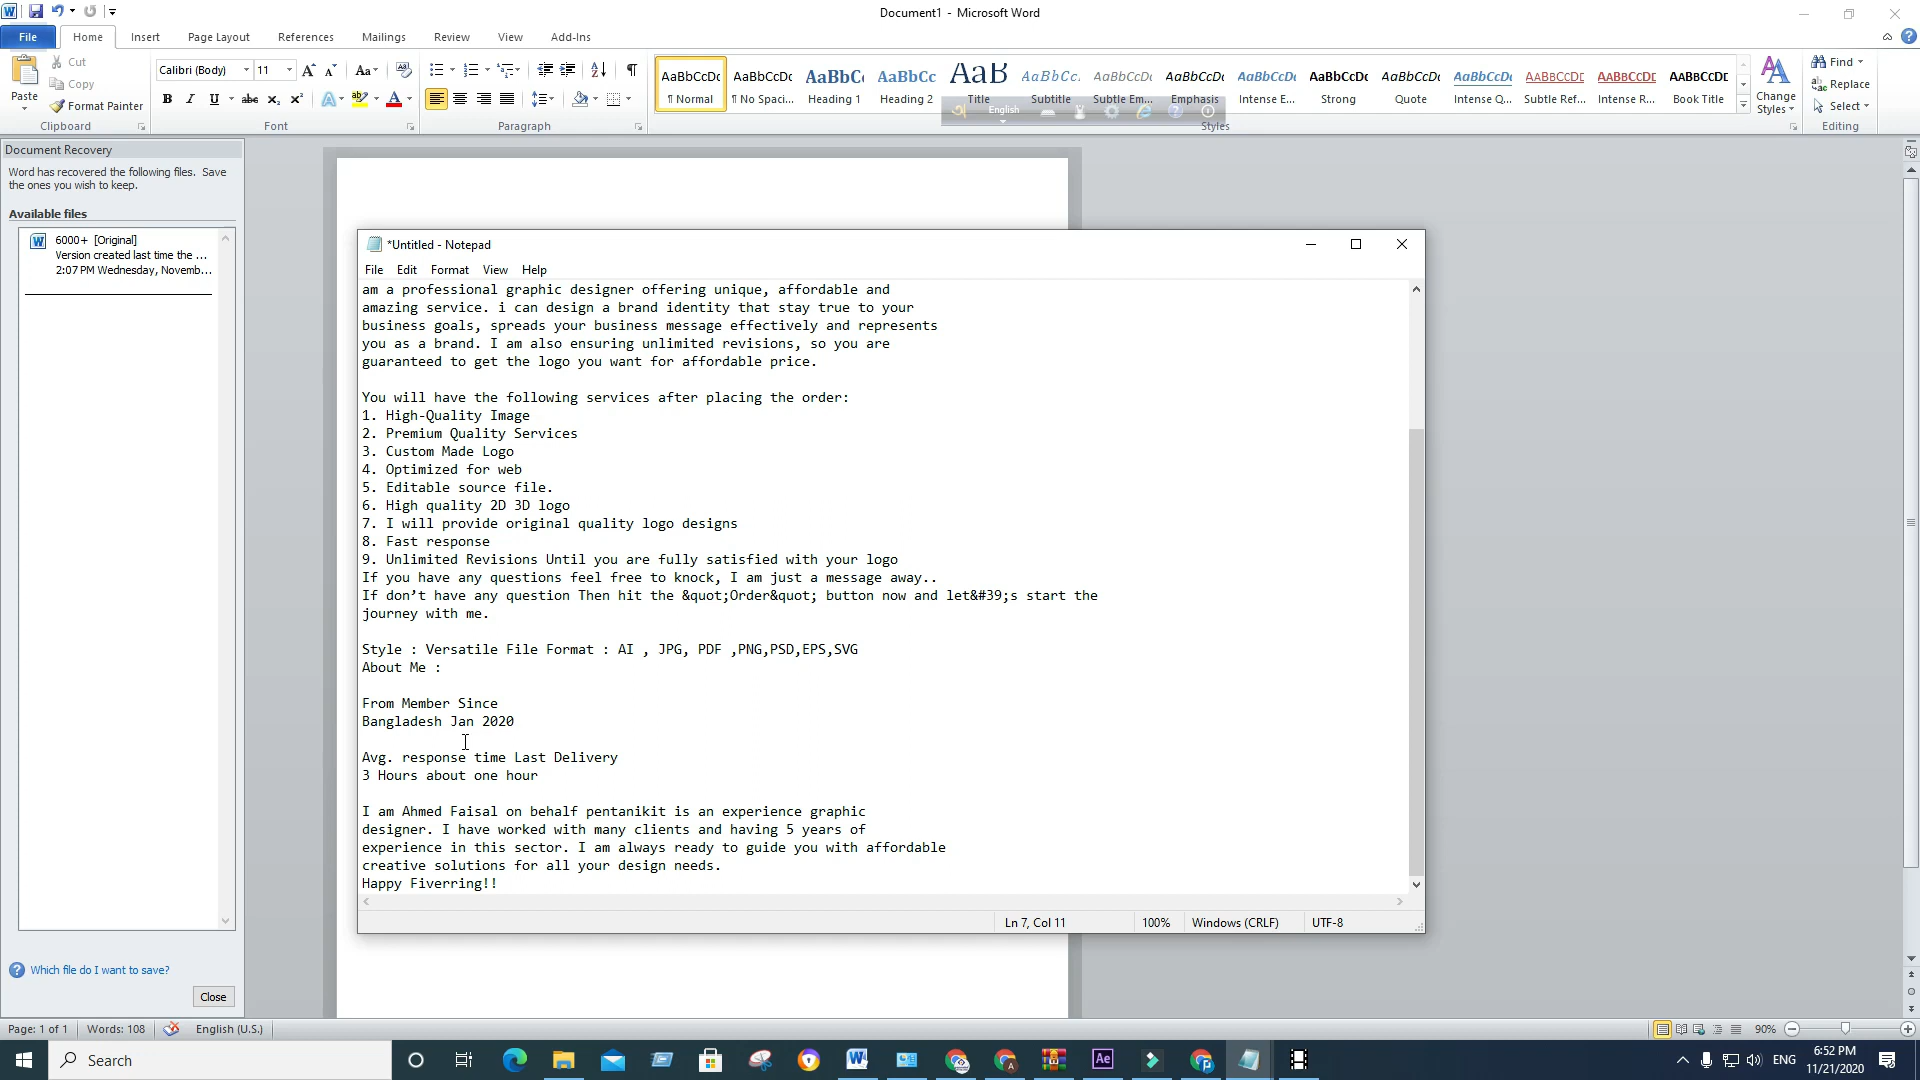 Document1 - Microsoft Word
File Home Insert Page Layout References Mailings Review View Add-Ins
Paste
Cut
Copy
Format Painter
Clipboard
Calibri (Body) 11
Font
Paragraph
AaBbCcDc ¶ Normal
AaBbCcDc ¶ No Spaci...
AaBbC Heading 1
AaBbCc Heading 2
AaB Title
AaBbCc. Subtitle
AaBbCcDc Subtle Em...
AaBbCcDc Emphasis
AaBbCcDc Intense E...
AaBbCcDc Strong
AaBbCcDc Quote
AaBbCcDc Intense Q...
AABBCCDE Subtle Ref...
AABBCCDE Intense R...
AABBCCDE Book Title
Change Styles
Styles
English
Find
Replace
Select
Editing
Document Recovery
Word has recovered the following files. Save
the ones you wish to keep.
Available files
6000+ [Original]
Version created last time the ...
2:07 PM Wednesday, Novemb...
Which file do I want to save?
Close
*Untitled - Notepad
File Edit Format View Help
am a professional graphic designer offering unique, affordable and
amazing service. i can design a brand identity that stay true to your
business goals, spreads your business message effectively and represents
you as a brand. I am also ensuring unlimited revisions, so you are
guaranteed to get the logo you want for affordable price.
You will have the following services after placing the order:
1. High-Quality Image
2. Premium Quality Services
3. Custom Made Logo
4. Optimized for web
5. Editable source file.
6. High quality 2D 3D logo
7. I will provide original quality logo designs
8. Fast response
9. Unlimited Revisions Until you are fully satisfied with your logo
If you have any questions feel free to knock, I am just a message away..
If don’t have any question Then hit the &quot;Order&quot; button now and let&#39;s start the
journey with me.
Style : Versatile File Format : AI , JPG, PDF ,PNG,PSD,EPS,SVG
About Me :
From Member Since
Bangladesh Jan 2020
Avg. response time Last Delivery
3 Hours about one hour
I am Ahmed Faisal on behalf pentanikit is an experience graphic
designer. I have worked with many clients and having 5 years of
experience in this sector. I am always ready to guide you with affordable
creative solutions for all your design needs.
Happy Fiverring!!
Ln 7, Col 11 100% Windows (CRLF) UTF-8
Page: 1 of 1 Words: 108 English (U.S.) 90%
Search
ENG
6:52 PM
11/21/2020